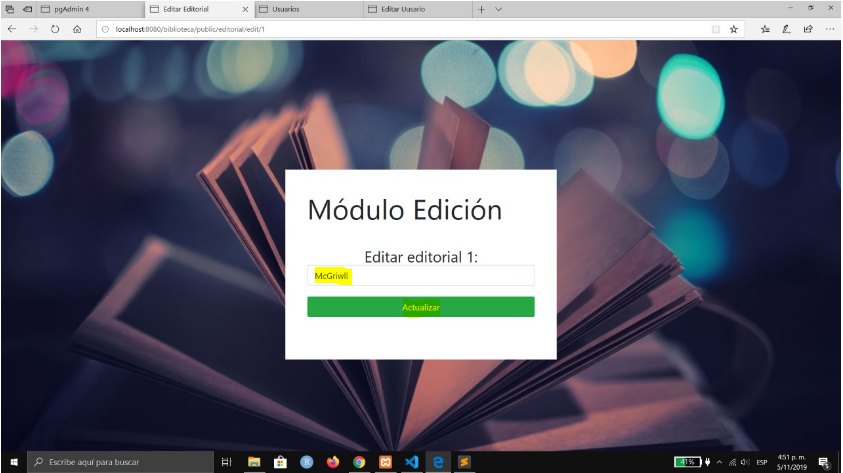 pgAdmin 4
Editar Editorial
Usuarios
Editar Uusario
localhost:8080/biblioteca/public/editorial/edit/1
Módulo Edición
Editar editorial 1:
McGriwll
Actualizar
Escribe aquí para buscar
41%
ESP
4:51 p. m.
5/11/2019